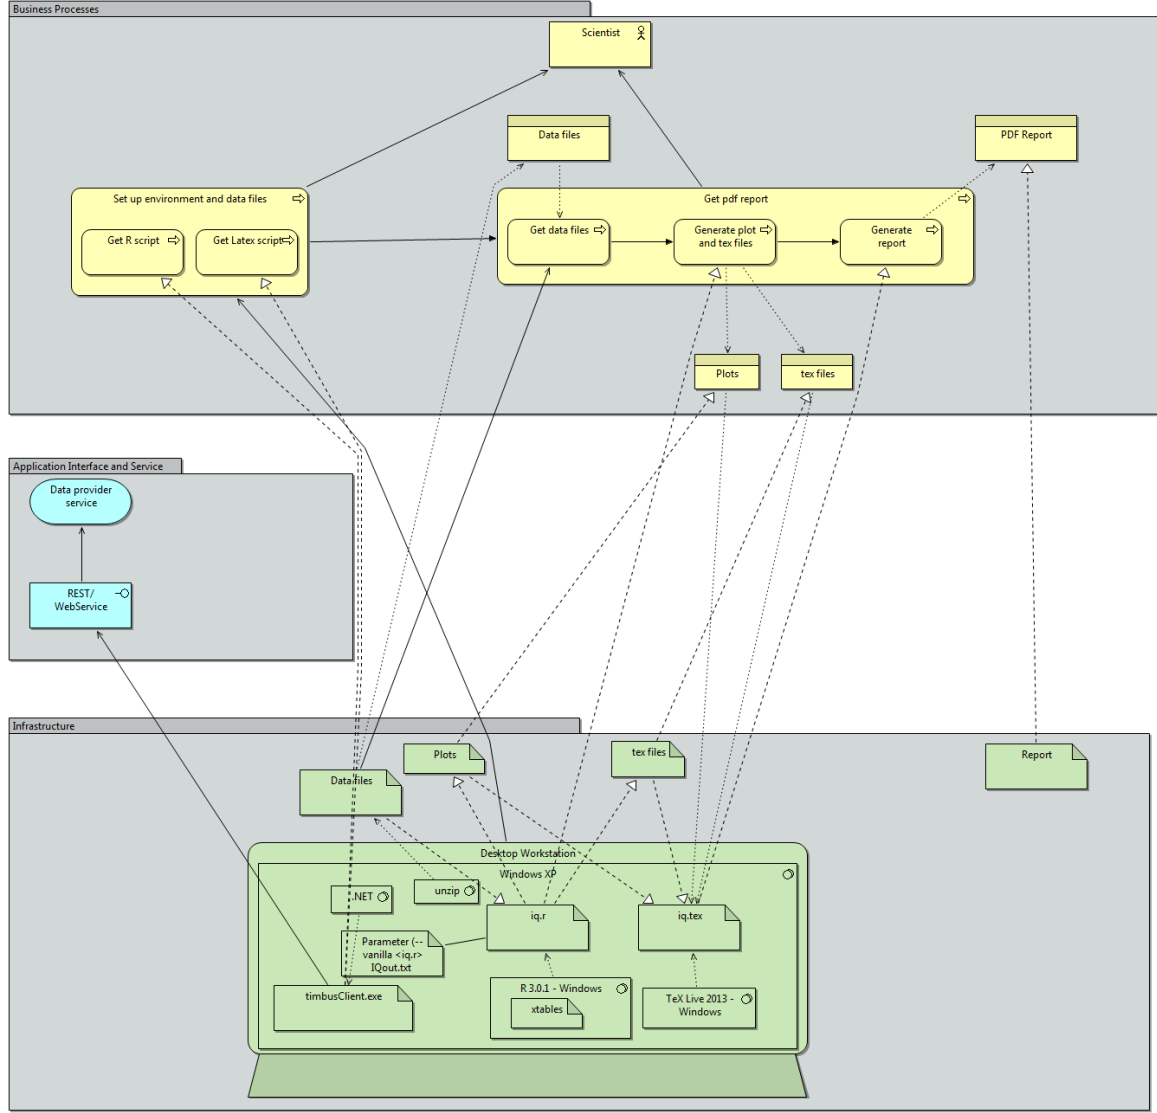 Business Processes
Scientist
Data files
PDF Report
Set up environment and data files
Get R script
Get Latex script
Get pdf report
Get data files
Generate plot
and tex files
Generate
report
Plots
tex files
Application Interface and Service
Data provider
service
REST/
WebService
Infrastructure
Plots
tex files
Report
Data files
Desktop Workstation
Windows XP
.NET
unzip
iq.r
iq.tex
Parameter (--
vanilla <iq.r>
IQout.txt
timbusClient.exe
R 3.0.1 - Windows
xtables
TeX Live 2013 -
Windows